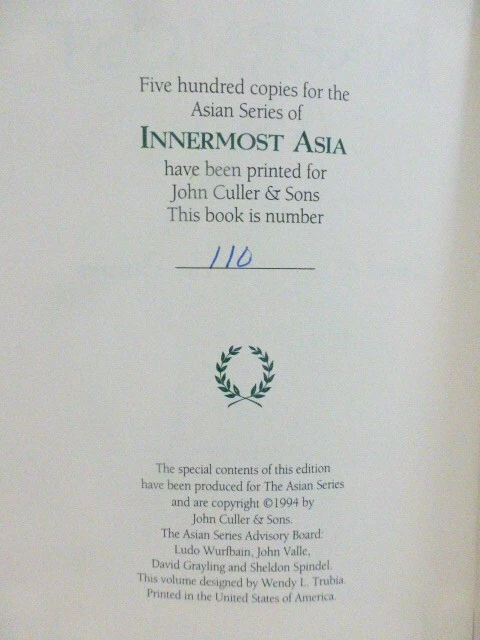 Five hundred copies for the
Asian Series of
INNERMOST ASIA
have been printed for
John Culler & Sons
This book is number
110
The special contents of this edition
have been produced for The Asian Series
and are copyright ©1994 by
John Culler & Sons.
The Asian Series Advisory Board:
Ludo Wurfbain, John Valle,
David Grayling and Sheldon Spindel.
This volume designed by Wendy L. Trubia.
Printed in the United States of America.